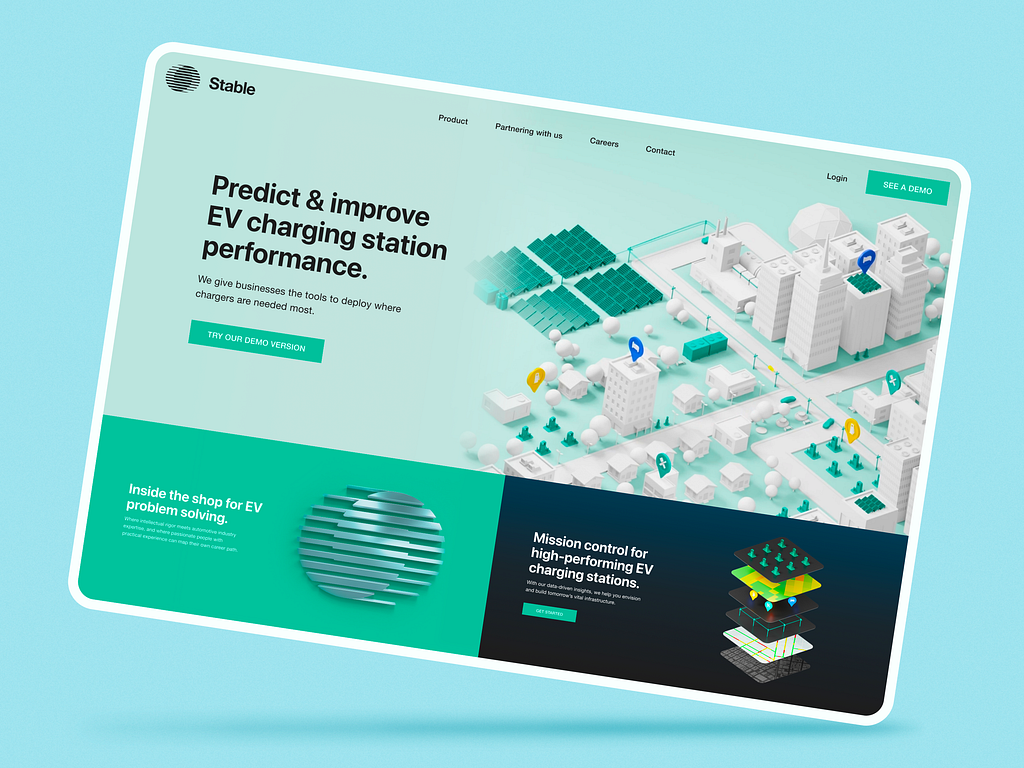 Stable
Product
Partnering with us
Careers
Contact
Login
SEE A DEMO
Predict & improve
EV charging station
performance.
We give businesses the tools to deploy where
chargers are needed most.
TRY OUR DEMO VERSION
Inside the shop for EV
problem solving.
Where intellectual rigor meets automotive industry
expertise, and where passionate people with
practical experience can map their own career path.
Mission control for
high-performing EV
charging stations.
With our data-driven insights, we help you envision
and build tomorrow's vital infrastructure.
GET STARTED